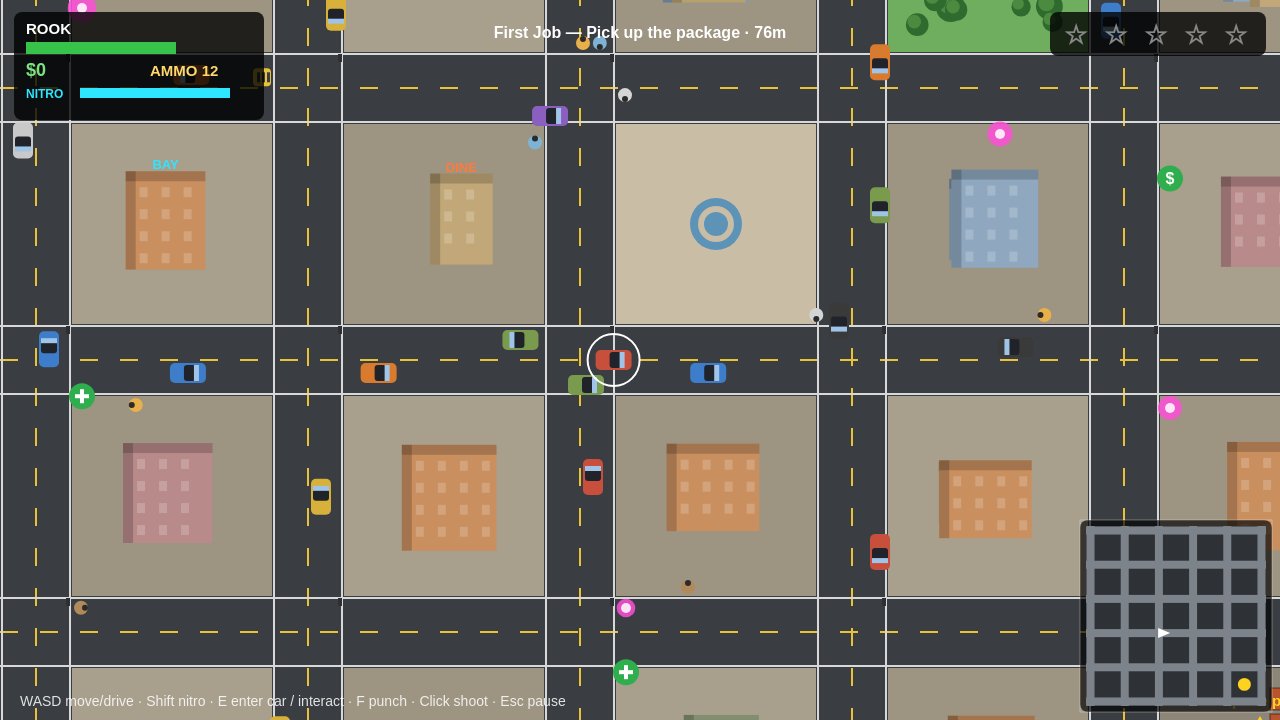 ROOK
First Job — Pick up the package · 76m
☆ ☆ ☆ ☆ ☆
$0 AMMO 12
NITRO
BAY
DINE
$
WASD move/drive · Shift nitro · E enter car / interact · F punch · Click shoot · Esc pause